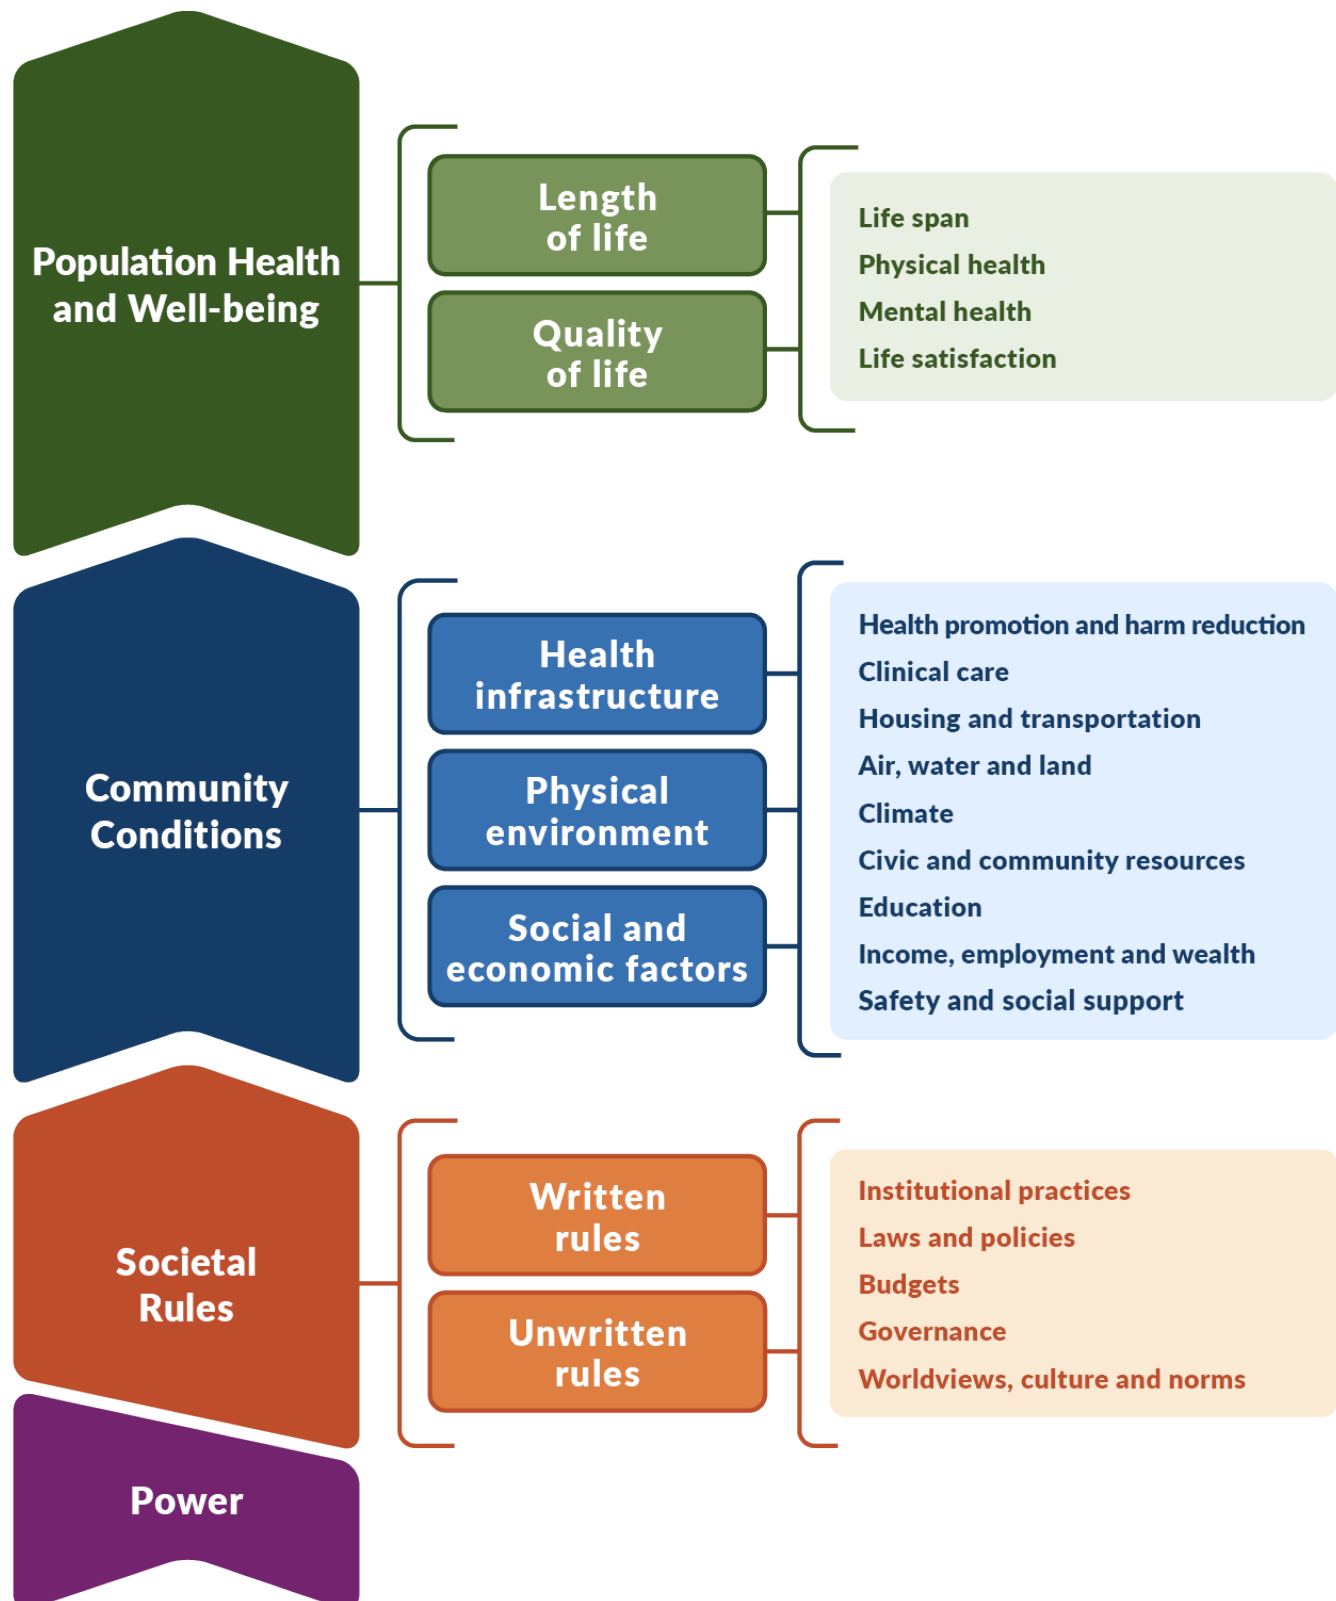 Population Health
and Well-being
Length
of life
Quality
of life
Life span
Physical health
Mental health
Life satisfaction
Community
Conditions
Health
infrastructure
Physical
environment
Social and
economic factors
Health promotion and harm reduction
Clinical care
Housing and transportation
Air, water and land
Climate
Civic and community resources
Education
Income, employment and wealth
Safety and social support
Societal
Rules
Written
rules
Unwritten
rules
Institutional practices
Laws and policies
Budgets
Governance
Worldviews, culture and norms
Power